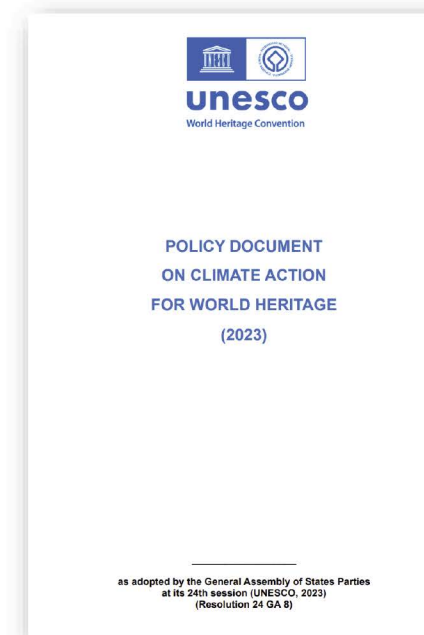 unesco
World Heritage Convention
POLICY DOCUMENT
ON CLIMATE ACTION
FOR WORLD HERITAGE
(2023)
as adopted by the General Assembly of States Parties
at its 24th session (UNESCO, 2023)
(Resolution 24 GA 8)